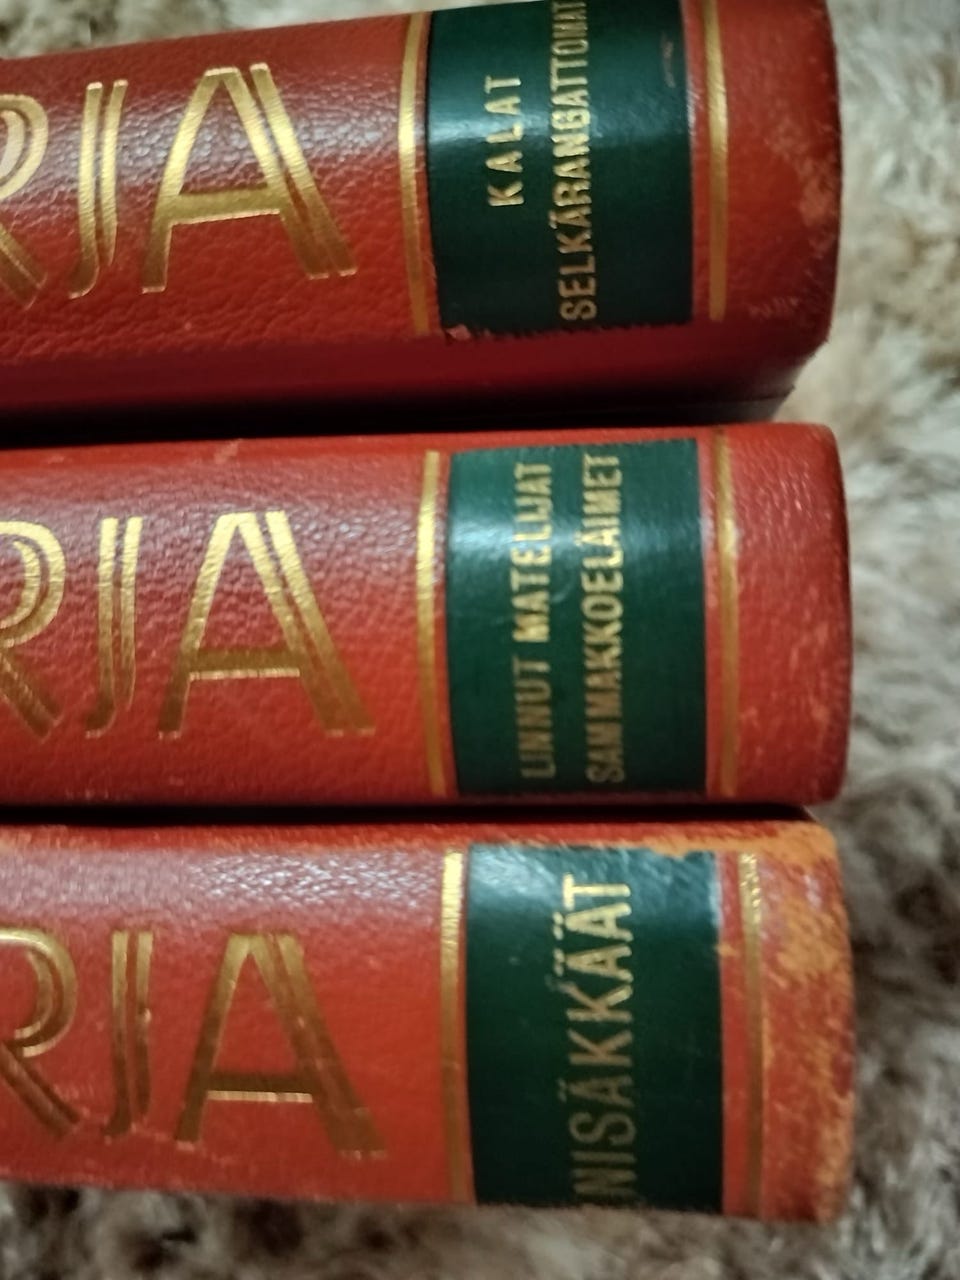 RJA
KALAT
SELKÄRANGATTOMAT
RJA
LINNUT MATELIJAT
SAMMAKKOELÄIMET
RJA
NISÄKKÄÄT